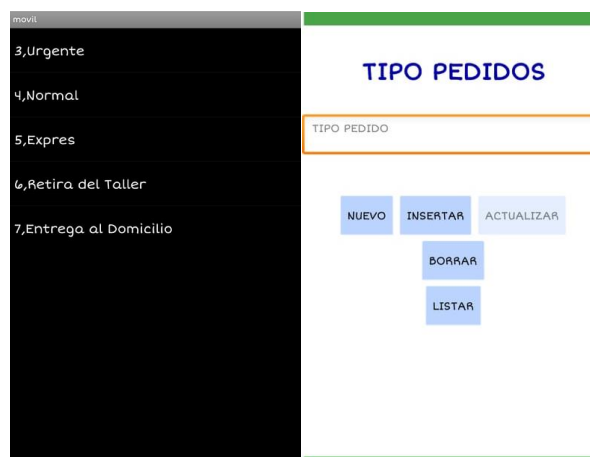 movil
3,Urgente
4,Normal
5,Expres
6,Retira del Taller
7,Entrega al Domicilio
TIPO PEDIDOS
TIPO PEDIDO
NUEVO INSERTAR ACTUALIZAR
BORRAR
LISTAR